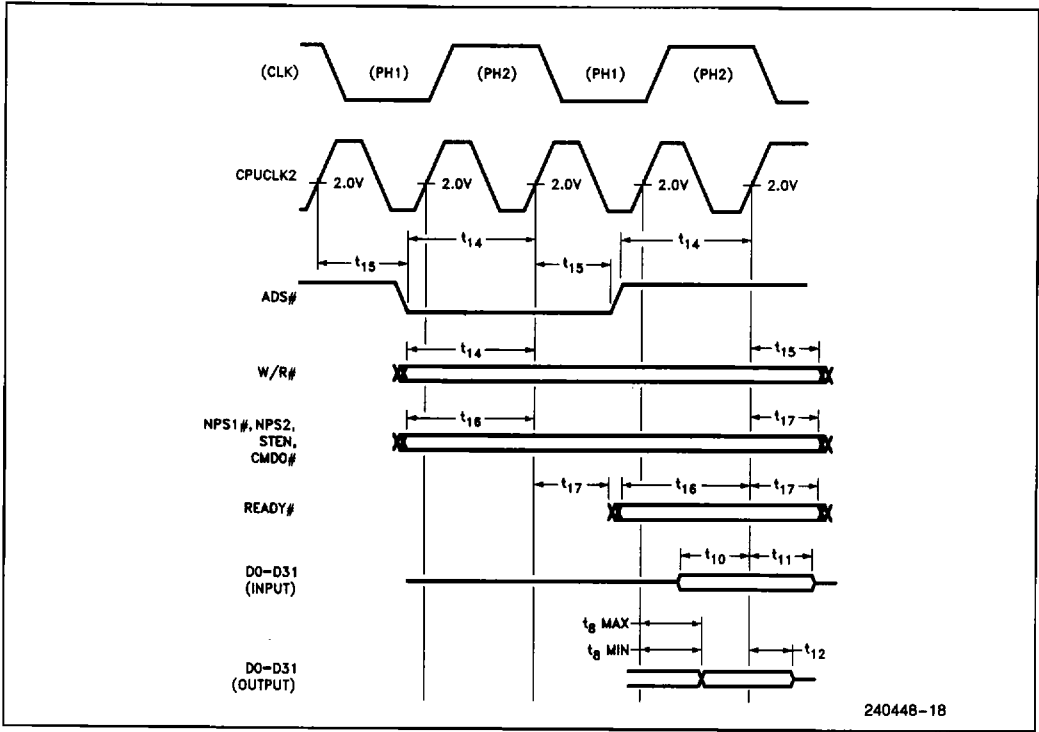 (CLK) (PH1) (PH2) (PH1) (PH2)
CPUCLK2 2.0V 2.0V 2.0V 2.0V 2.0V
t14 t14
t15 t15
ADS#
t14 t15
W/R#
t16 t17
NPS1#, NPS2,
STEN,
CMD0#
t17 t16 t17
READY#
t10 t11
D0-D31
(INPUT)
t8 MAX
t8 MIN t12
D0-D31
(OUTPUT)
240448-18